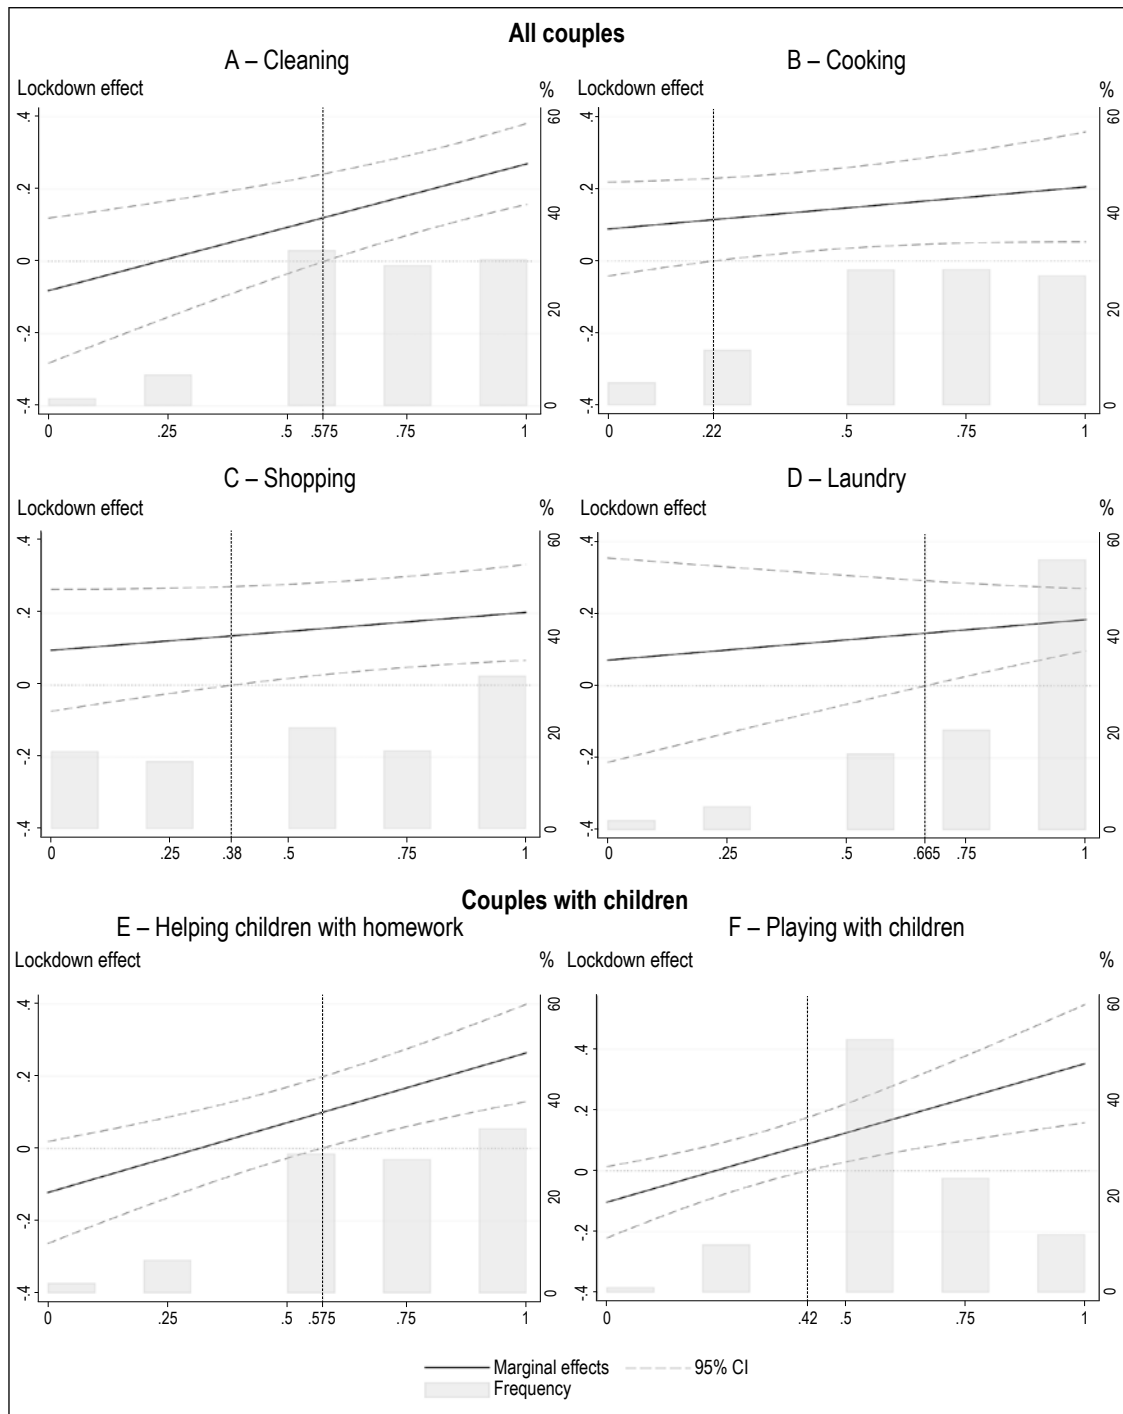 All couples
A – Cleaning
B – Cooking
Lockdown effect % Lockdown effect %
.4 .2 0 -.2 -.4
60 40 20 0
0 .25 .5 .575 .75 1
.4 .2 0 -.2 -.4
60 40 20 0
0 .22 .5 .75 1
C – Shopping
D – Laundry
Lockdown effect % Lockdown effect %
.4 .2 0 -.2 -.4
60 40 20 0
0 .25 .38 .5 .75 1
.4 .2 0 -.2 -.4
60 40 20 0
0 .25 .5 .665 .75 1
Couples with children
E – Helping children with homework
F – Playing with children
Lockdown effect % Lockdown effect %
.4 .2 0 -.2 -.4
60 40 20 0
0 .25 .5 .575 .75 1
.4 .2 0 -.2 -.4
60 40 20 0
0 .42 .5 .75 1
Marginal effects 95% CI
Frequency